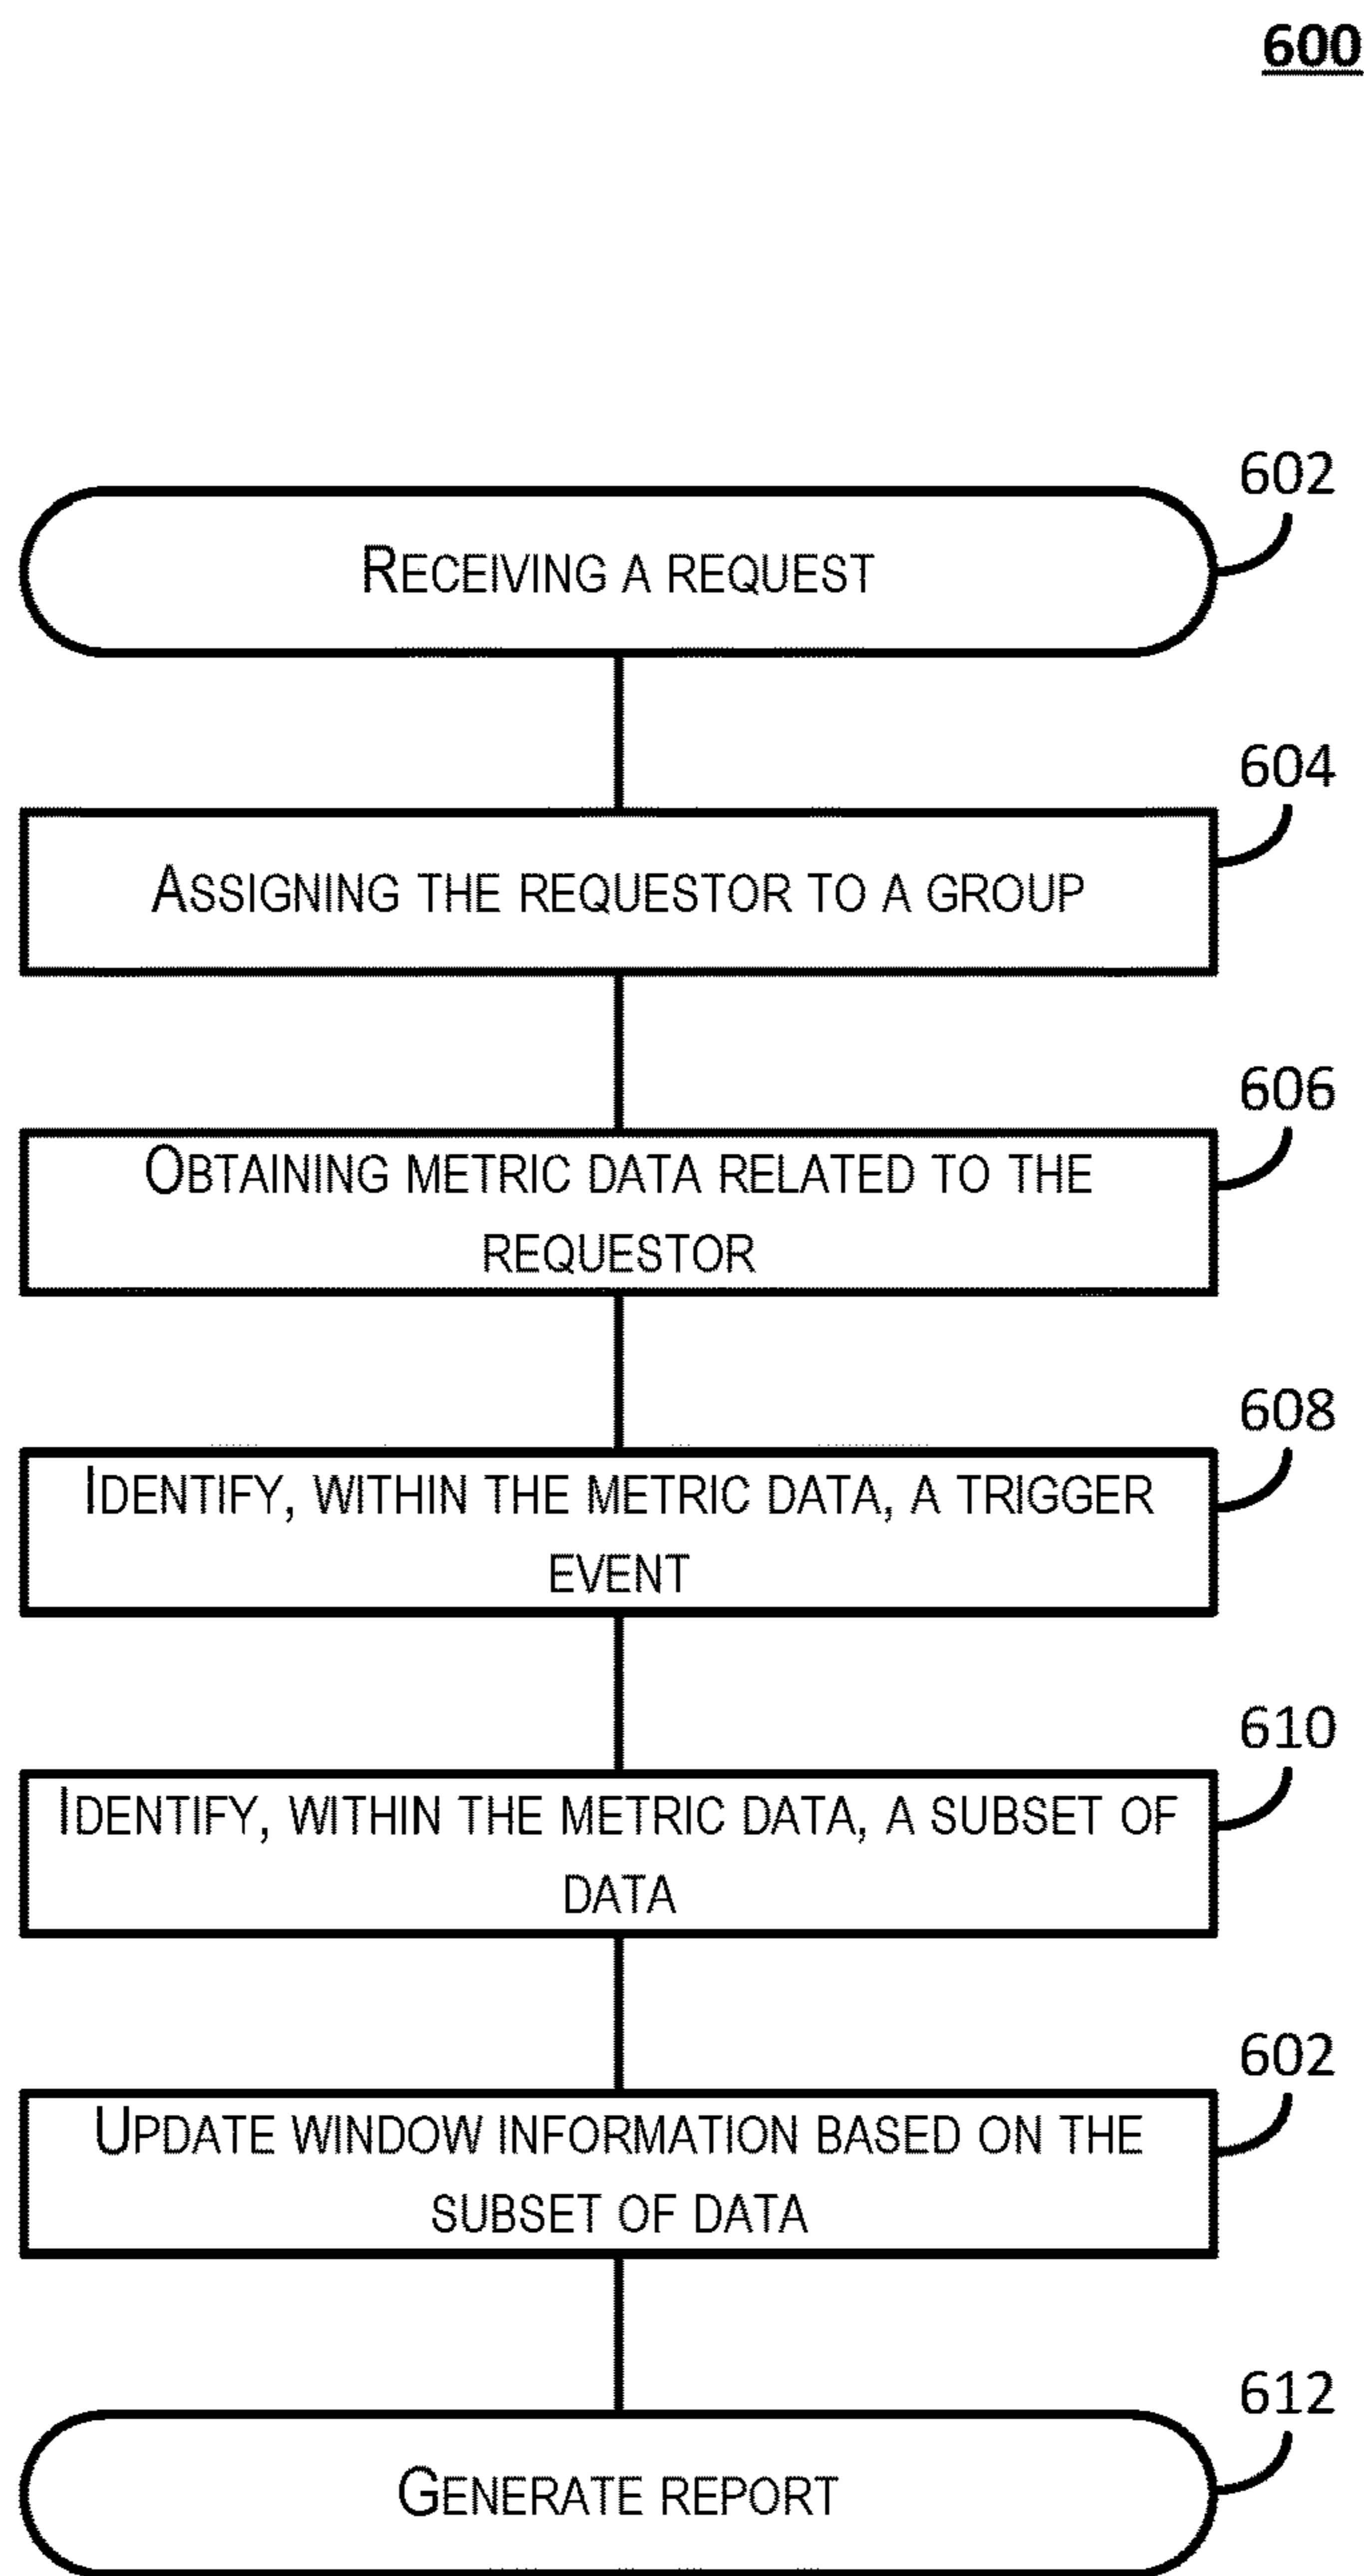 600
602
RECEIVING A REQUEST
604
ASSIGNING THE REQUESTOR TO A GROUP
606
OBTAINING METRIC DATA RELATED TO THE
REQUESTOR
608
IDENTIFY, WITHIN THE METRIC DATA, A TRIGGER
EVENT
610
IDENTIFY, WITHIN THE METRIC DATA, A SUBSET OF
DATA
602
UPDATE WINDOW INFORMATION BASED ON THE
SUBSET OF DATA
612
GENERATE REPORT